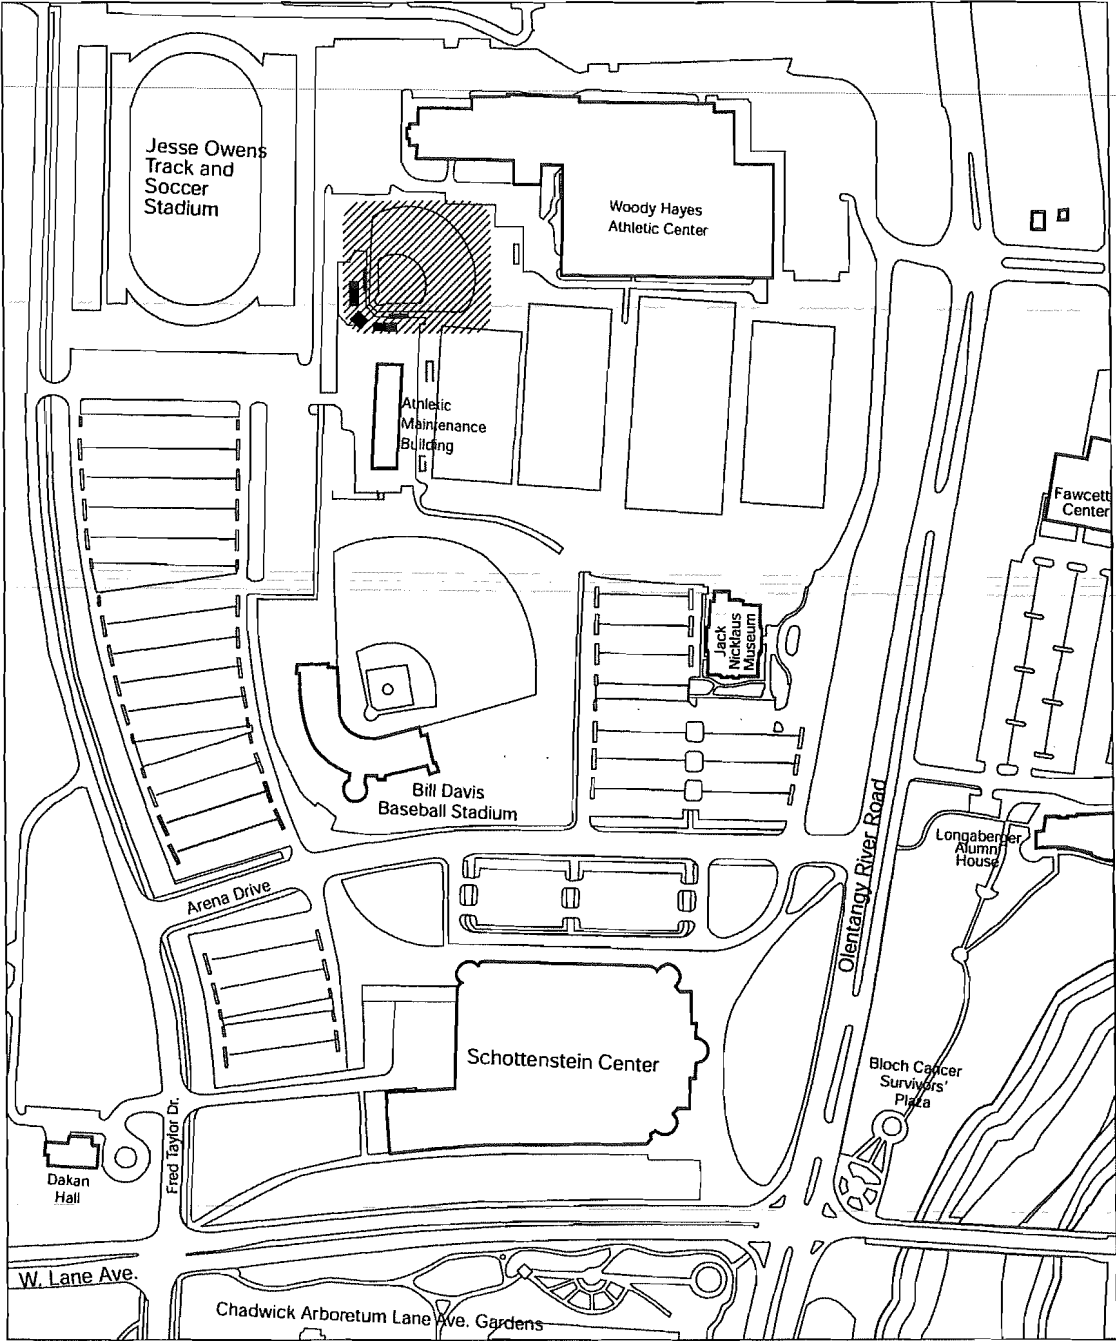 Jesse Owens
Track and
Soccer
Stadium
Woody Hayes
Athletic Center
Athletic
Maintenance
Building
Fawcett
Center
Jack
Nicklaus
Museum
Bill Davis
Baseball Stadium
Olentangy River Road
Longaberger
Alumni
House
Arena Drive
Schottenstein Center
Bloch Cancer
Survivors'
Plaza
Fred Taylor Dr.
Dakan
Hall
W. Lane Ave.
Chadwick Arboretum Lane Ave. Gardens